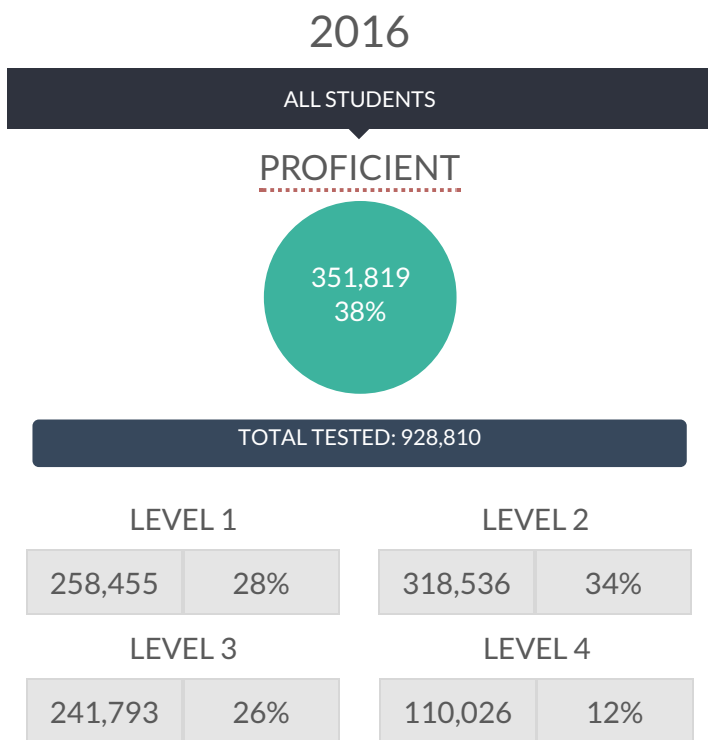 2016
ALL STUDENTS
PROFICIENT
351,819
38%
TOTAL TESTED: 928,810
LEVEL 1 LEVEL 2
258,455 28% 318,536 34%
LEVEL 3 LEVEL 4
241,793 26% 110,026 12%